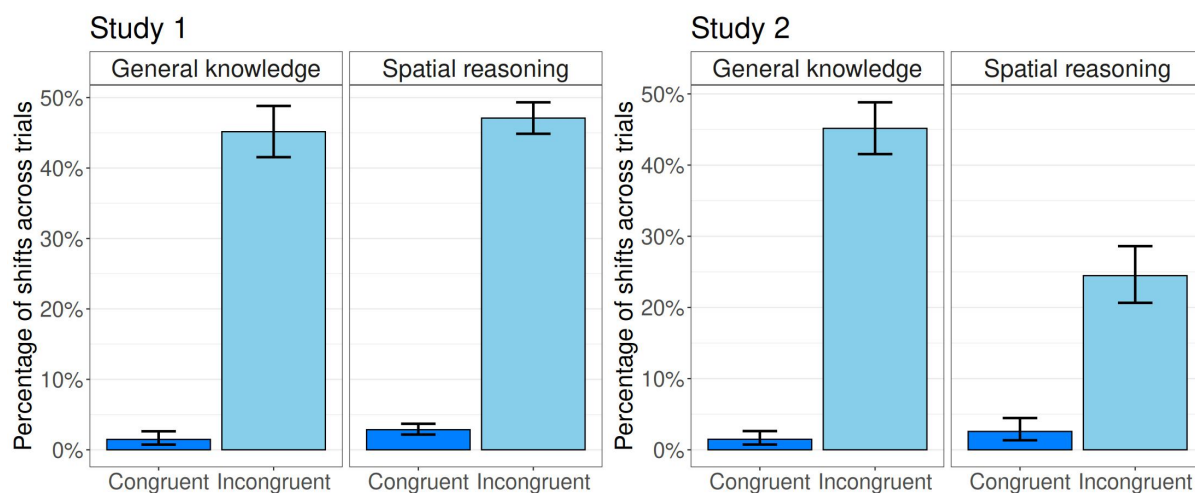 Study 1
General knowledge
Spatial reasoning
Percentage of shifts across trials
50%
40%
30%
20%
10%
0%
Congruent Incongruent
Congruent Incongruent
Study 2
General knowledge
Spatial reasoning
Percentage of shifts across trials
50%
40%
30%
20%
10%
0%
Congruent Incongruent
Congruent Incongruent